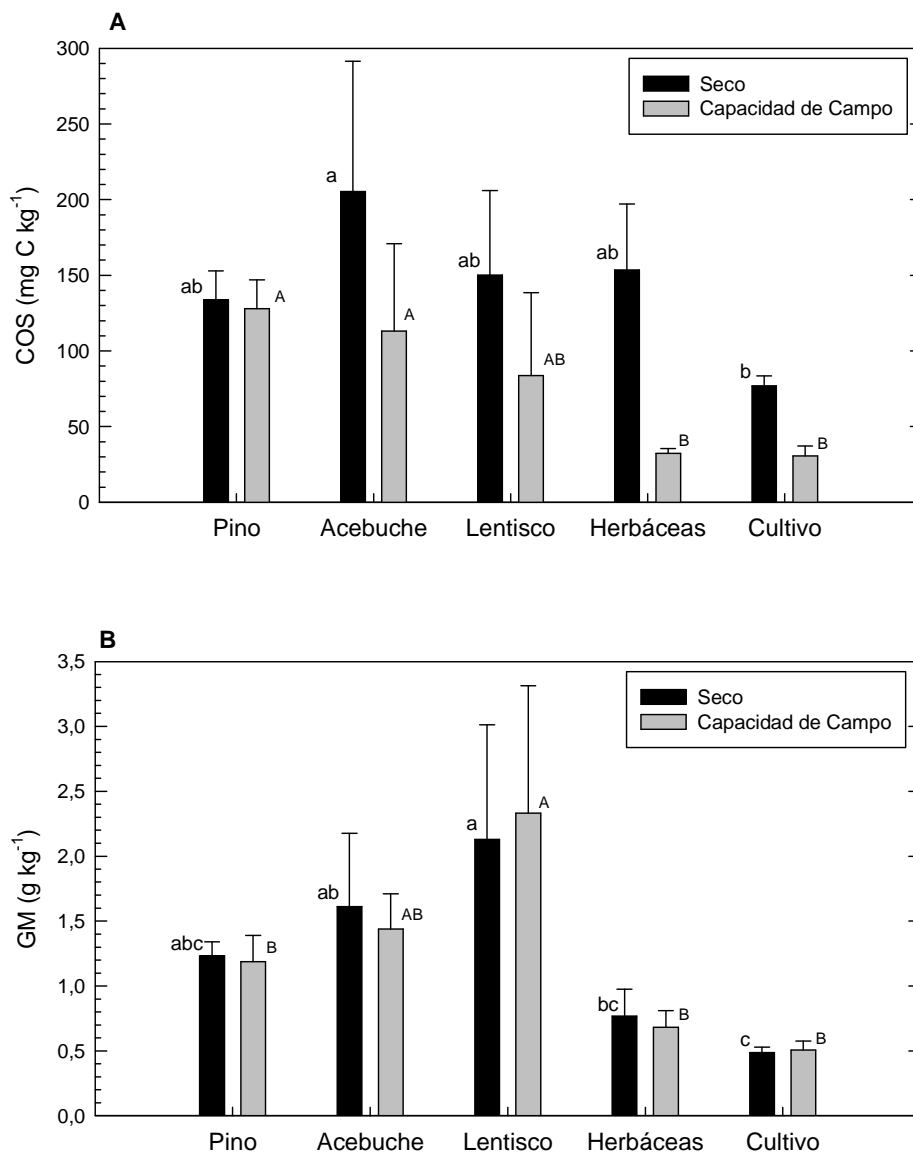 A
300
250
200
150
100
50
0
COS (mg C kg⁻¹)
Seco
Capacidad de Campo
ab
A
a
A
ab
AB
ab
B
b
B
Pino Acebuche Lentisco Herbáceas Cultivo
B
3,5
3,0
2,5
2,0
1,5
1,0
0,5
0,0
GM (g kg⁻¹)
Seco
Capacidad de Campo
abc
B
ab
AB
a
A
bc
B
c
B
Pino Acebuche Lentisco Herbáceas Cultivo